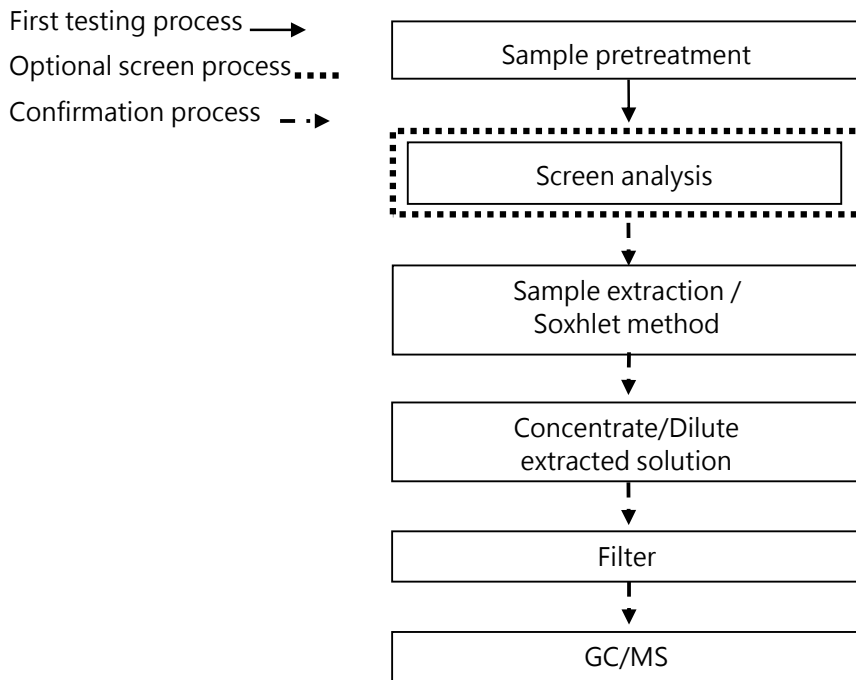 First testing process
Optional screen process
Confirmation process
Sample pretreatment
Screen analysis
Sample extraction /
Soxhlet method
Concentrate/Dilute
extracted solution
Filter
GC/MS